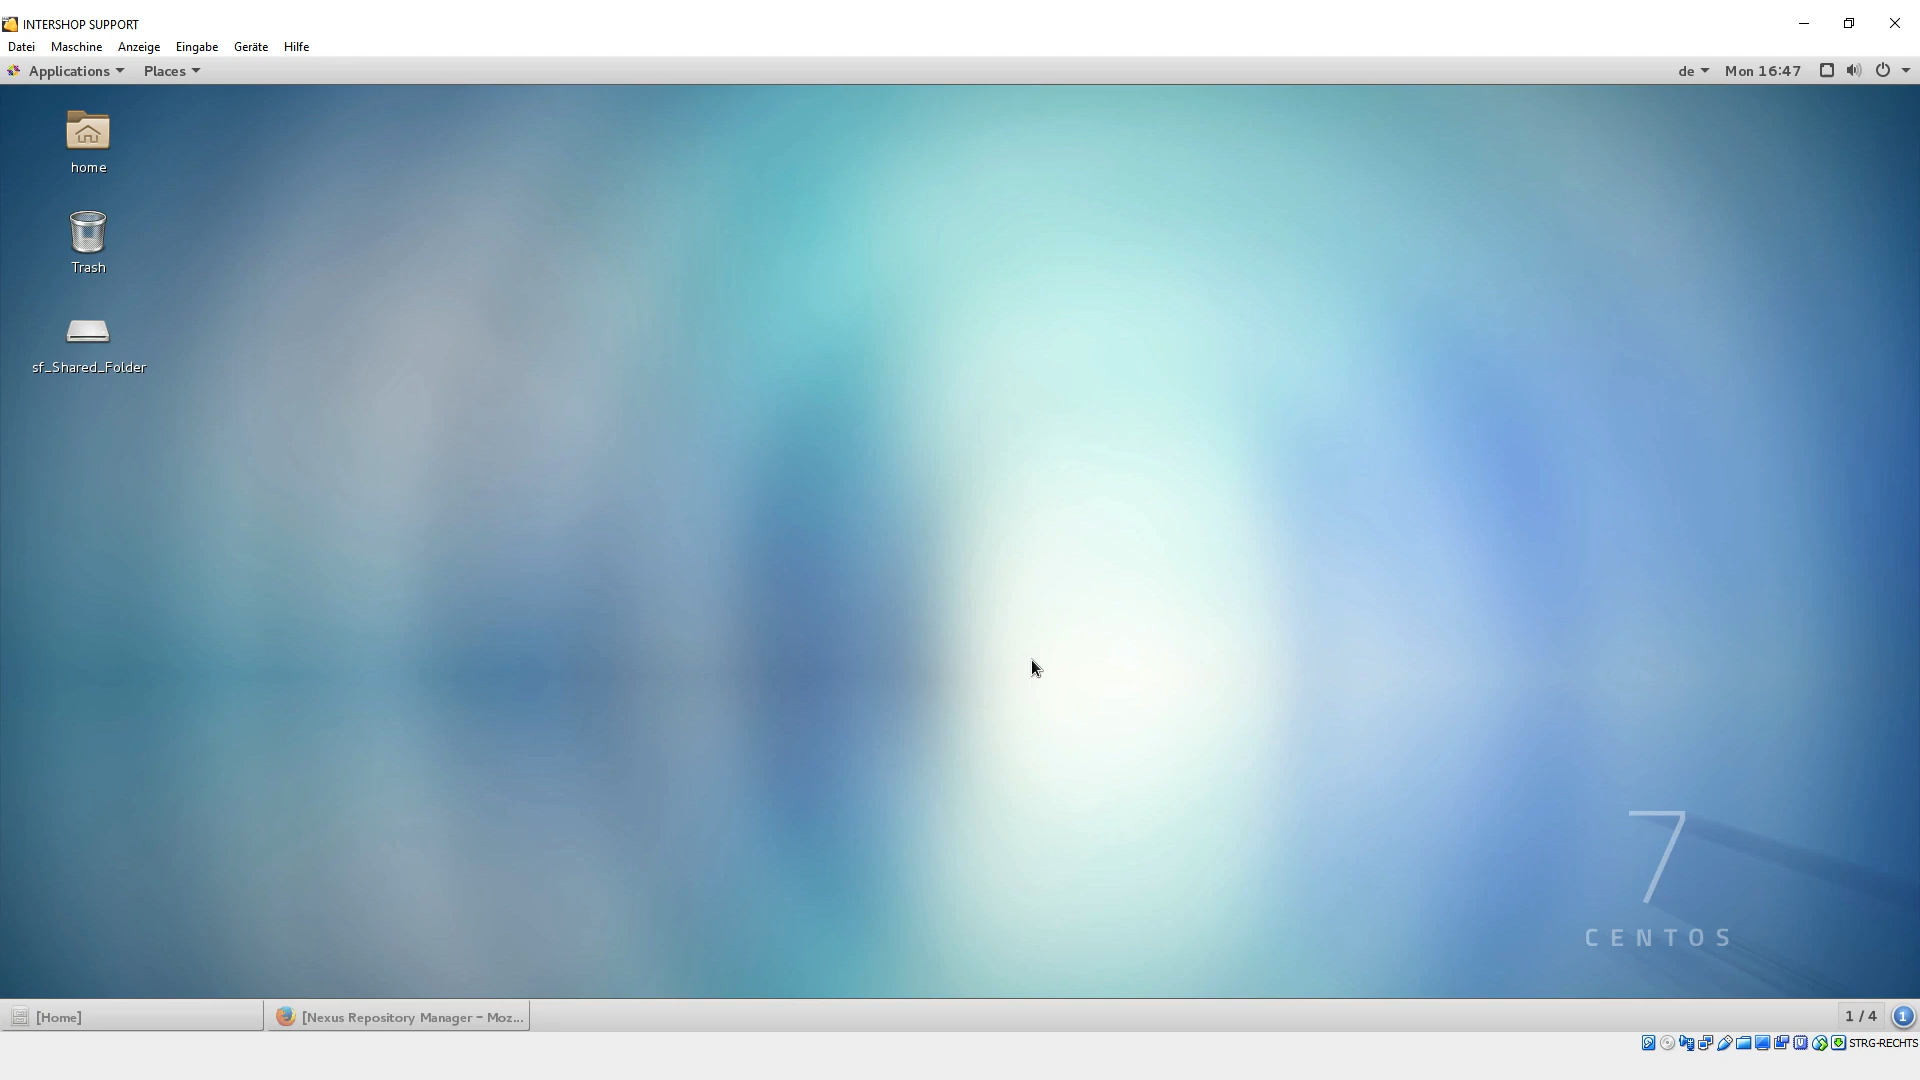 INTERSHOP SUPPORT
Datei Maschine Anzeige Eingabe Geräte Hilfe
Applications Places de Mon 16:47
home
Trash
sf_Shared_Folder
7
CENTOS
[Home] [Nexus Repository Manager – Moz... 1 / 4 1
STRG-RECHTS